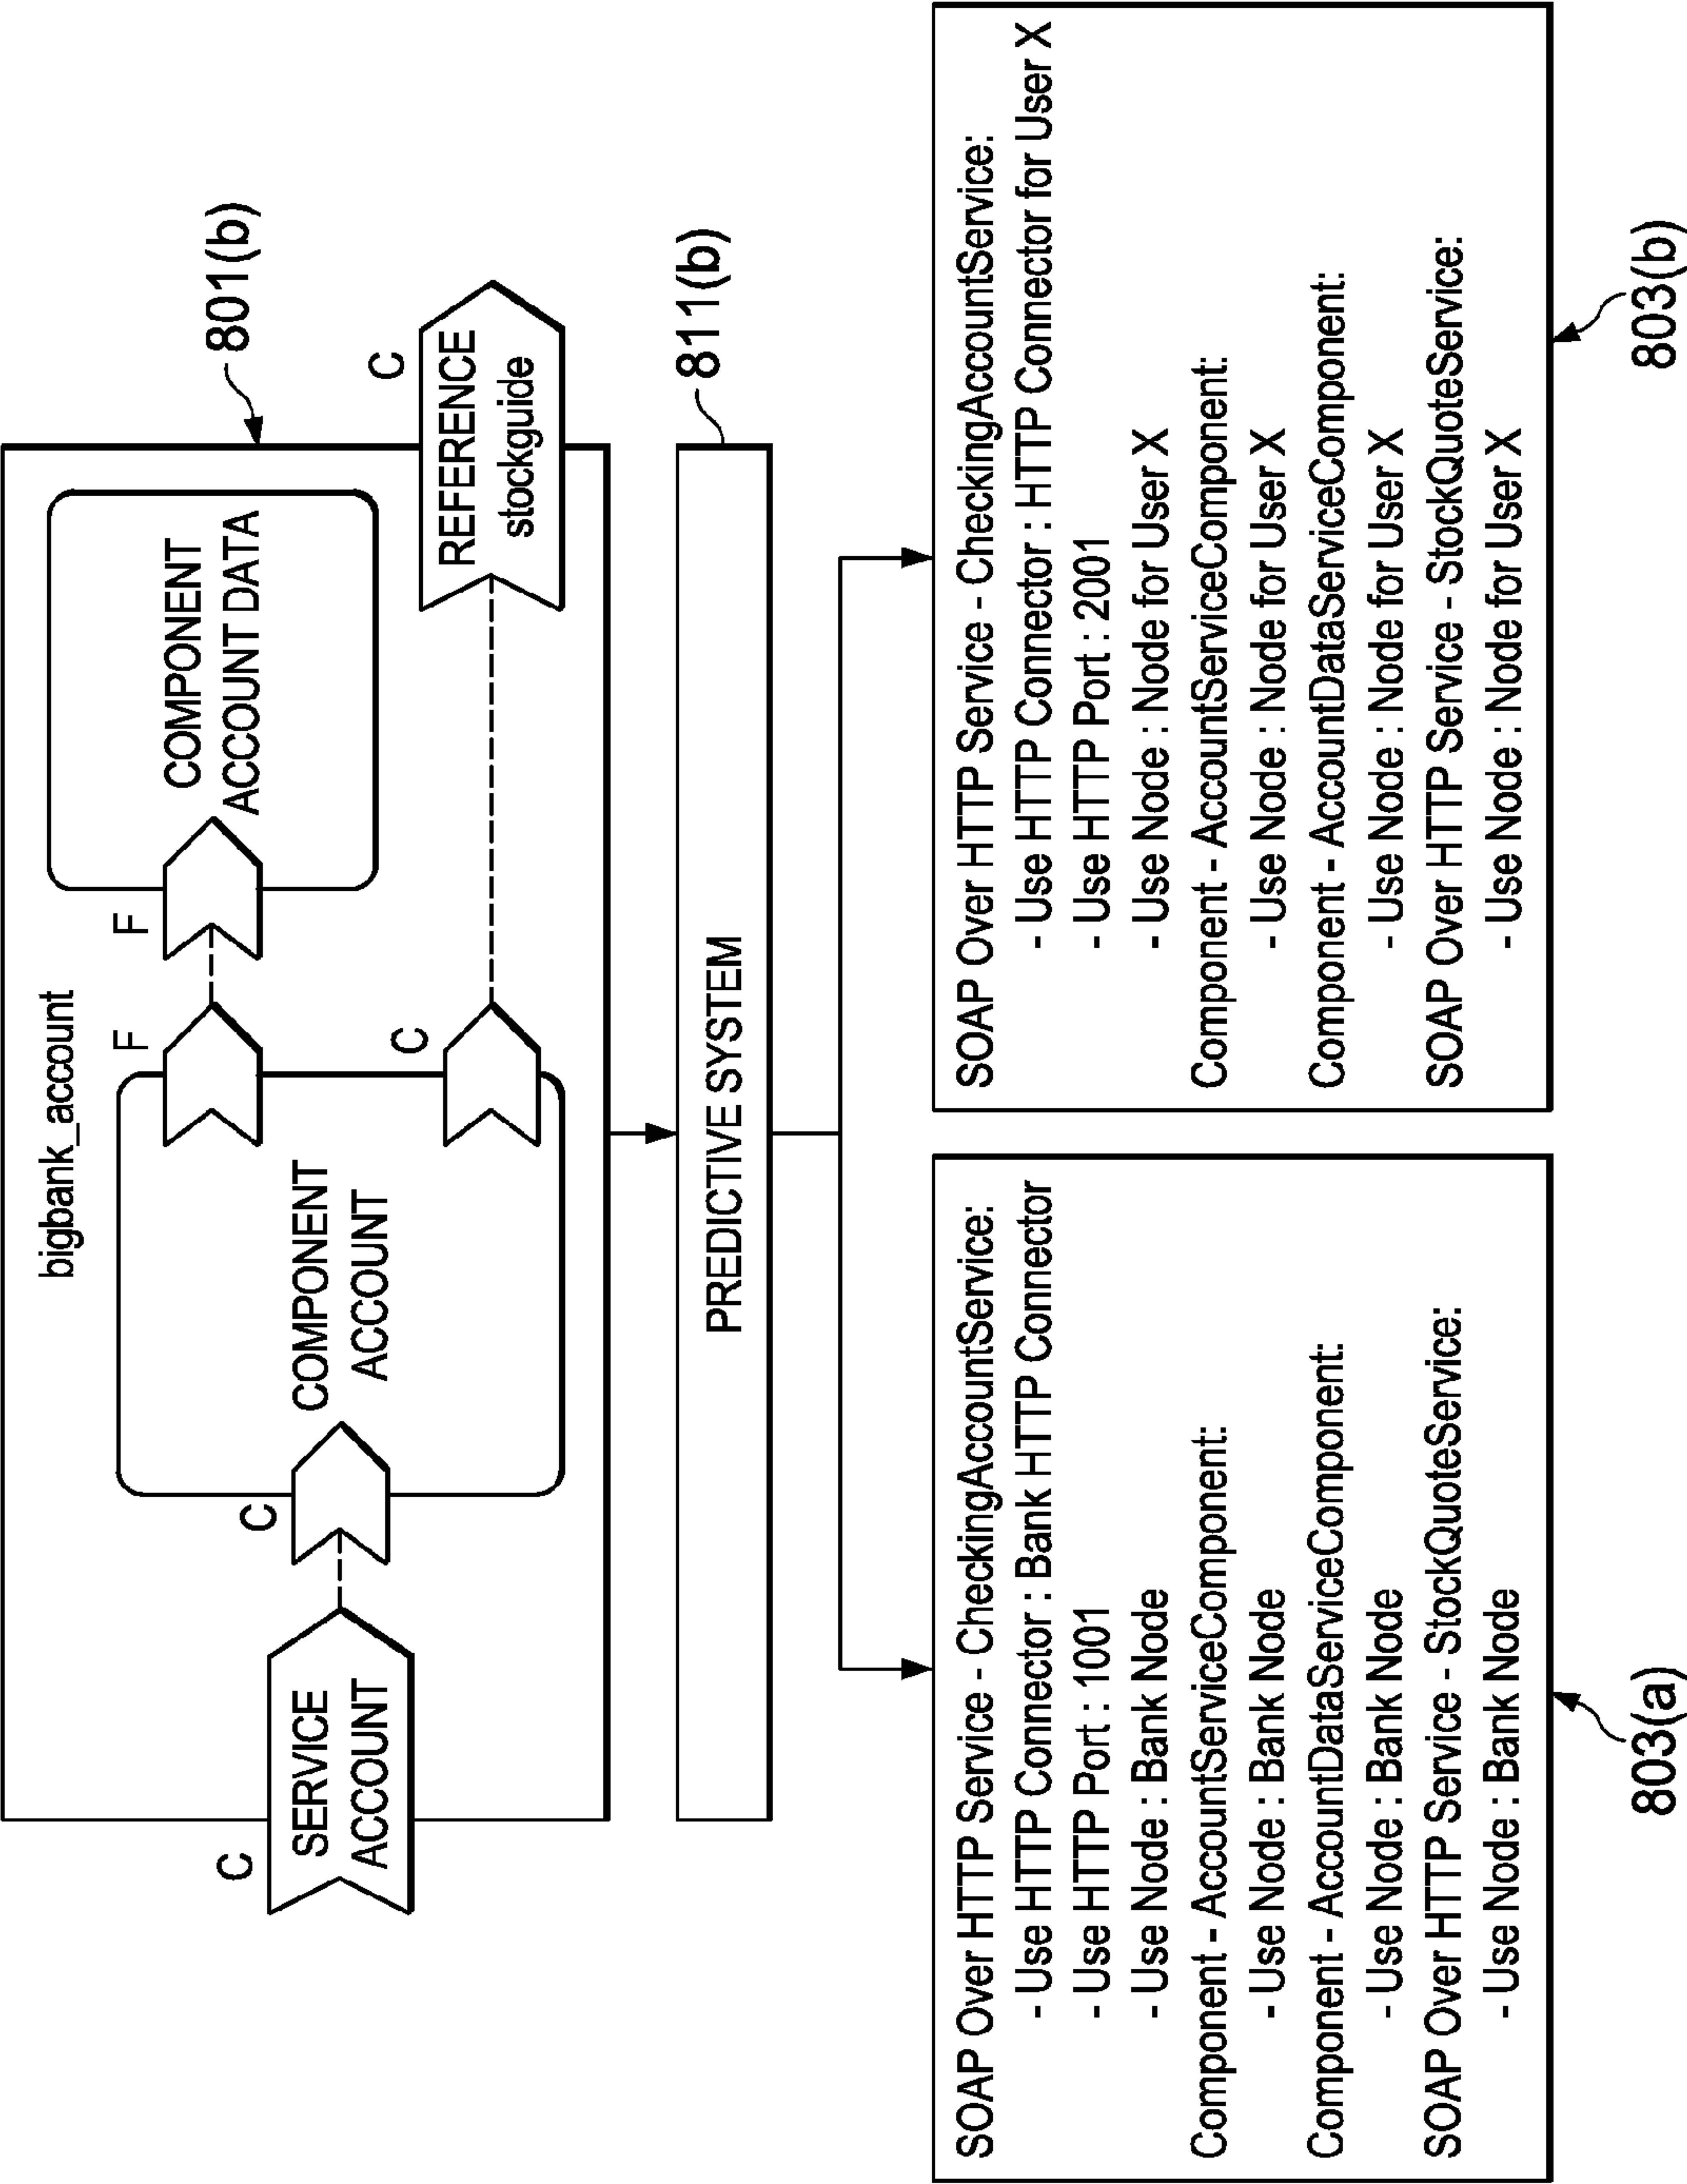 bigbank_account
801(b)
F
F
COMPONENT
ACCOUNT DATA
C
SERVICE
ACCOUNT
C
COMPONENT
ACCOUNT
C
C
REFERENCE
stockguide
PREDICTIVE SYSTEM
811(b)
SOAP Over HTTP Service - CheckingAccountService:
- Use HTTP Connector : Bank HTTP Connector
- Use HTTP Port : 1001
- Use Node : Bank Node
Component - AccountServiceComponent:
- Use Node : Bank Node
Component - AccountDataServiceComponent:
- Use Node : Bank Node
SOAP Over HTTP Service - StockQuoteService:
- Use Node : Bank Node
803(a)
SOAP Over HTTP Service - CheckingAccountService:
- Use HTTP Connector : HTTP Connector for User X
- Use HTTP Port : 2001
- Use Node : Node for User X
Component - AccountServiceComponent:
- Use Node : Node for User X
Component - AccountDataServiceComponent:
- Use Node : Node for User X
SOAP Over HTTP Service - StockQuoteService:
- Use Node : Node for User X
803(b)